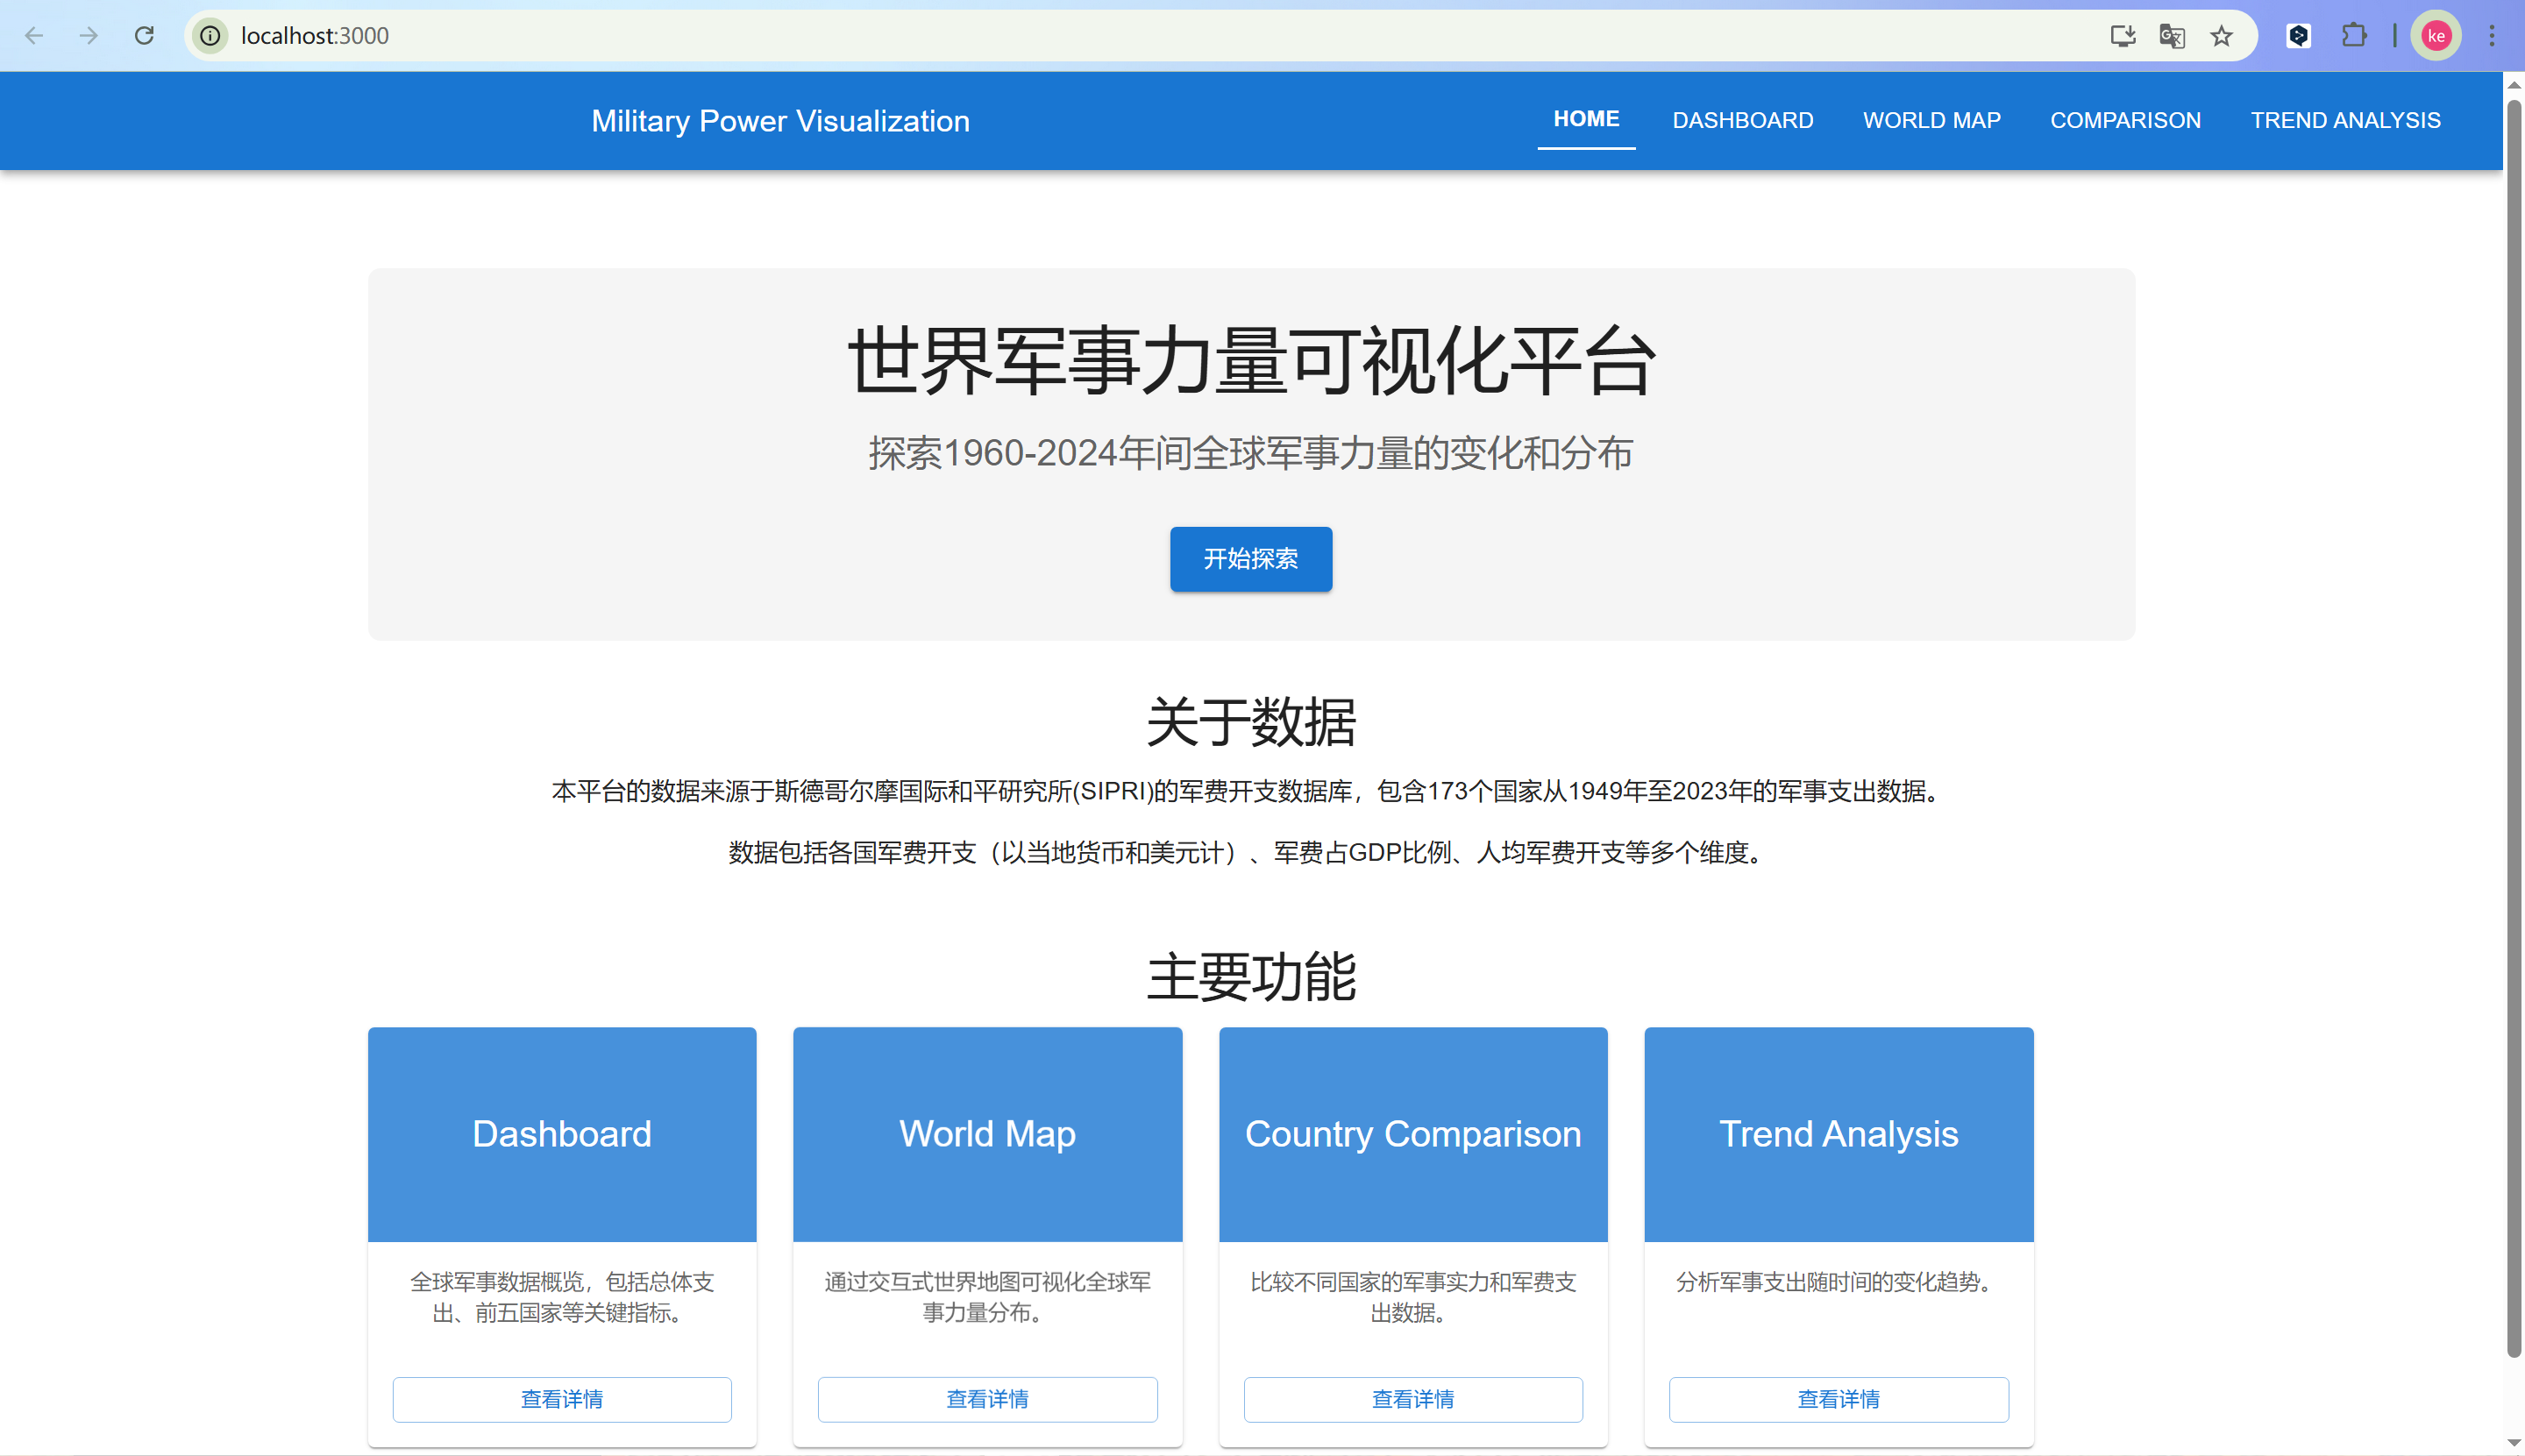 localhost:3000
ke
Military Power Visualization
HOME
DASHBOARD
WORLD MAP
COMPARISON
TREND ANALYSIS
世界军事力量可视化平台
探索1960-2024年间全球军事力量的变化和分布
开始探索
关于数据
本平台的数据来源于斯德哥尔摩国际和平研究所(SIPRI)的军费开支数据库，包含173个国家从1949年至2023年的军事支出数据。
数据包括各国军费开支（以当地货币和美元计）、军费占GDP比例、人均军费开支等多个维度。
主要功能
Dashboard
全球军事数据概览，包括总体支
出、前五国家等关键指标。
查看详情
World Map
通过交互式世界地图可视化全球军
事力量分布。
查看详情
Country Comparison
比较不同国家的军事实力和军费支
出数据。
查看详情
Trend Analysis
分析军事支出随时间的变化趋势。
查看详情